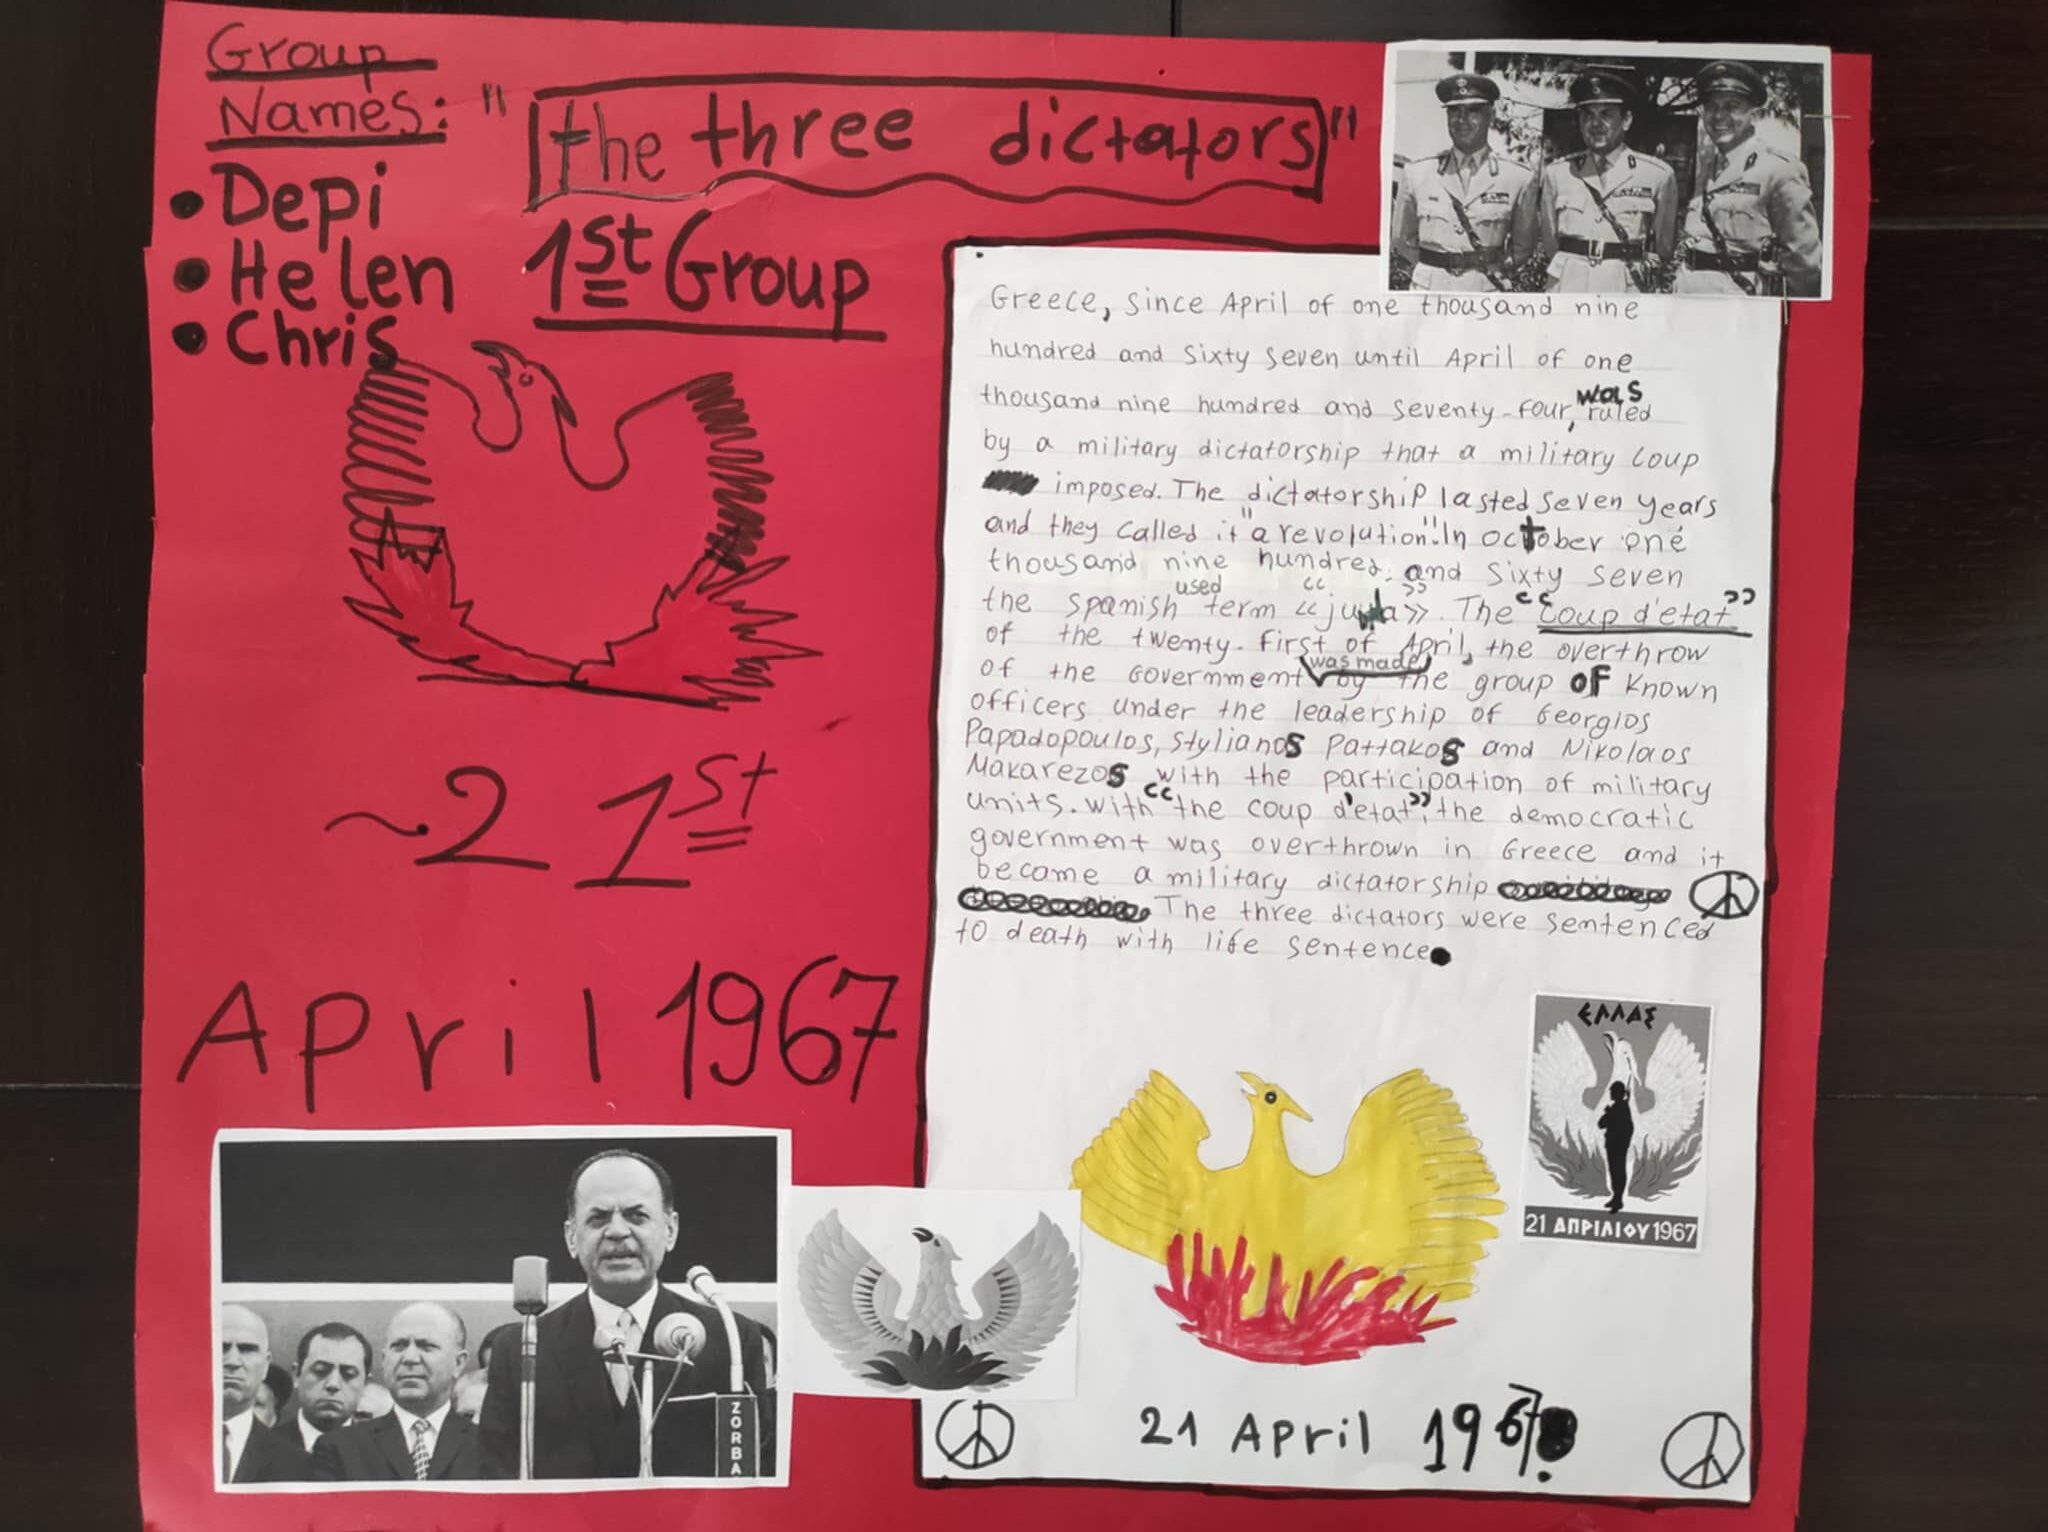 Group
Names:
• Depi
• Helen
• Chris
"the three dictators"
1st Group
~21st
April 1967
Greece, since April of one thousand nine
hundred and sixty seven until April of one
thousand nine hundred and seventy-four, was ruled
by a military dictatorship that a military coup
imposed. The dictatorship lasted seven years
and they called it "a revolution". In october one
thousand nine hundred. and sixty seven
the spanish used term «junta». The "coup d'etat"
of the twenty-first of April, the overthrow
of the government was made by the group of known
officers under the leadership of Georgios
Papadopoulos, Stylianos Pattakos and Nikolaos
Makarezos with the participation of military
units. With "the coup d'etat", the democratic
government was overthrown in Greece and it
became a military dictatorship
The three dictators were sentenced
to death with life sentence.
ΕΛΛΑΣ
21 ΑΠΡΙΛΙΟΥ 1967
ZORBA
21 April 1967